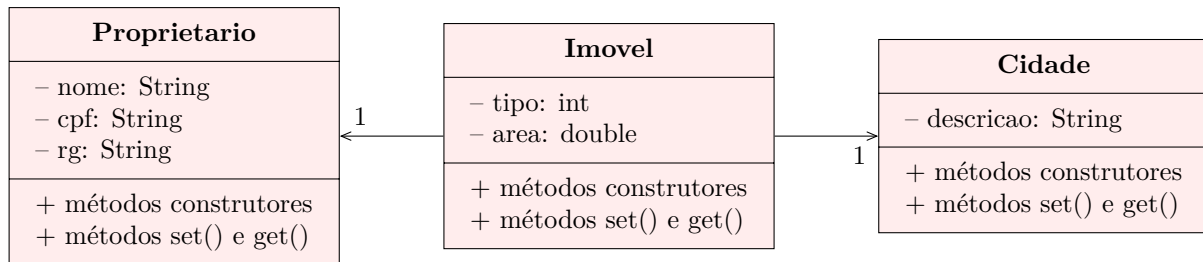 Proprietario
– nome: String
– cpf: String
– rg: String
+ métodos construtores
+ métodos set() e get()
1
Imovel
– tipo: int
– area: double
+ métodos construtores
+ métodos set() e get()
1
Cidade
– descricao: String
+ métodos construtores
+ métodos set() e get()